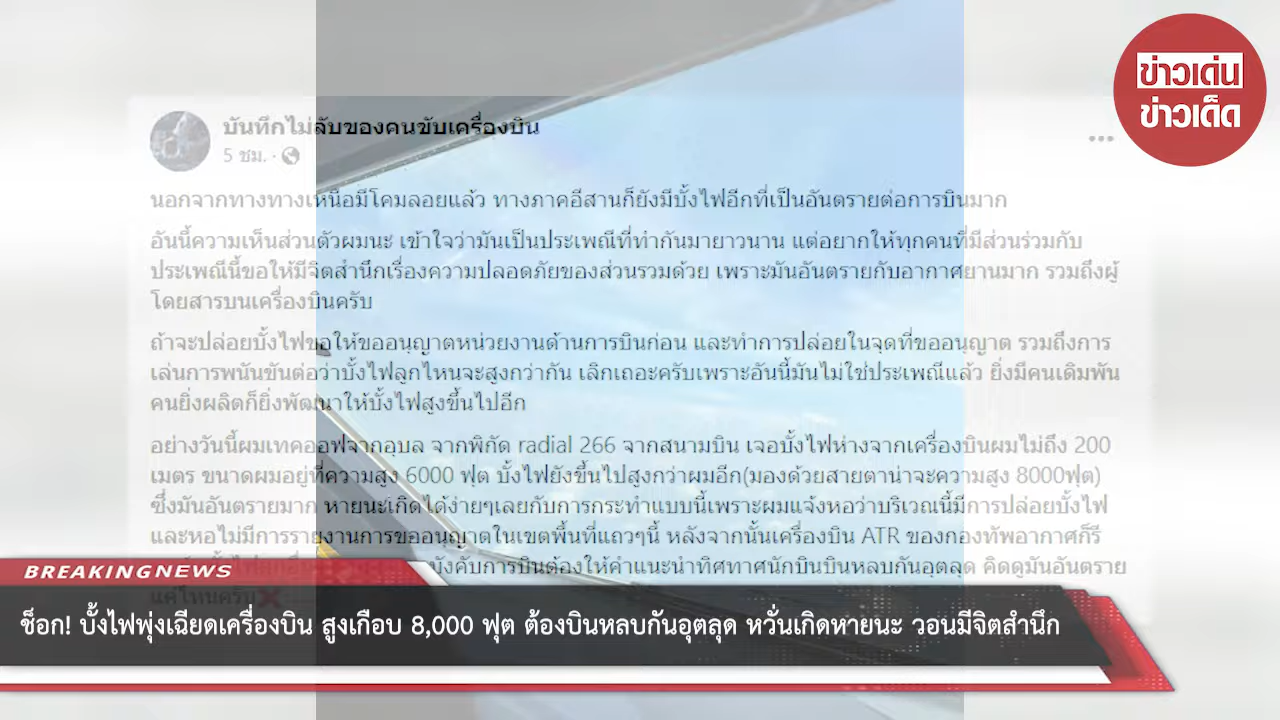 ข่าวเด่น
ข่าวเด็ด
บันทึกไม่ลับของคนขับเครื่องบิน
5 ชม. ·
นอกจากทางทางเหนือมีโคมลอยแล้ว ทางภาคอีสานก็ยังมีบั้งไฟอีกที่เป็นอันตรายต่อการบินมาก
อันนี้ความเห็นส่วนตัวผมนะ เข้าใจว่ามันเป็นประเพณีที่ทำกันมายาวนาน แต่อยากให้ทุกคนที่มีส่วนร่วมกับ
ประเพณีนี้ขอให้มีจิตสำนึกเรื่องความปลอดภัยของส่วนรวมด้วย เพราะมันอันตรายกับอากาศยานมาก รวมถึงผู้
โดยสารบนเครื่องบินครับ
ถ้าจะปล่อยบั้งไฟขอให้ขออนุญาตหน่วยงานด้านการบินก่อน และทำการปล่อยในจุดที่ขออนุญาต รวมถึงการ
เล่นการพนันขันต่อว่าบั้งไฟลูกไหนจะสูงกว่ากัน เลิกเถอะครับเพราะอันนี้มันไม่ใช่ประเพณีแล้ว ยิ่งมีคนเดิมพัน
คนยิ่งผลิตก็ยิ่งพัฒนาให้บั้งไฟสูงขึ้นไปอีก
อย่างวันนี้ผมเทคออฟจากอุบล จากพิกัด radial 266 จากสนามบิน เจอบั้งไฟห่างจากเครื่องบินผมไม่ถึง 200
เมตร ขนาดผมอยู่ที่ความสูง 6000 ฟุต บั้งไฟยังขึ้นไปสูงกว่าผมอีก(มองด้วยสายตาน่าจะความสูง 8000ฟุต)
ซึ่งมันอันตรายมาก หายนะเกิดได้ง่ายๆเลยกับการกระทำแบบนี้เพราะผมแจ้งหอว่าบริเวณนี้มีการปล่อยบั้งไฟ
และหอไม่มีการรายงานการขออนุญาตในเขตพื้นที่แถวๆนี้ หลังจากนั้นเครื่องบิน ATR ของกองทัพอากาศก็รี
บังคับการบินต้องให้คำแนะนำทิศทาศนักบินบินหลบกันอุตลุด คิดดูมันอันตราย
แค่ไหนครับ
BREAKING NEWS
ช็อก! บั้งไฟพุ่งเฉียดเครื่องบิน สูงเกือบ 8,000 ฟุต ต้องบินหลบกันอุตลุด หวั่นเกิดหายนะ วอนมีจิตสำนึก